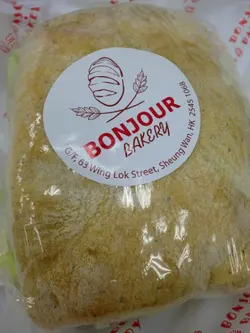 BONJOUR
BAKERY
G/F, 63 Wing Lok Street, Sheung Wan, HK 2545 1008